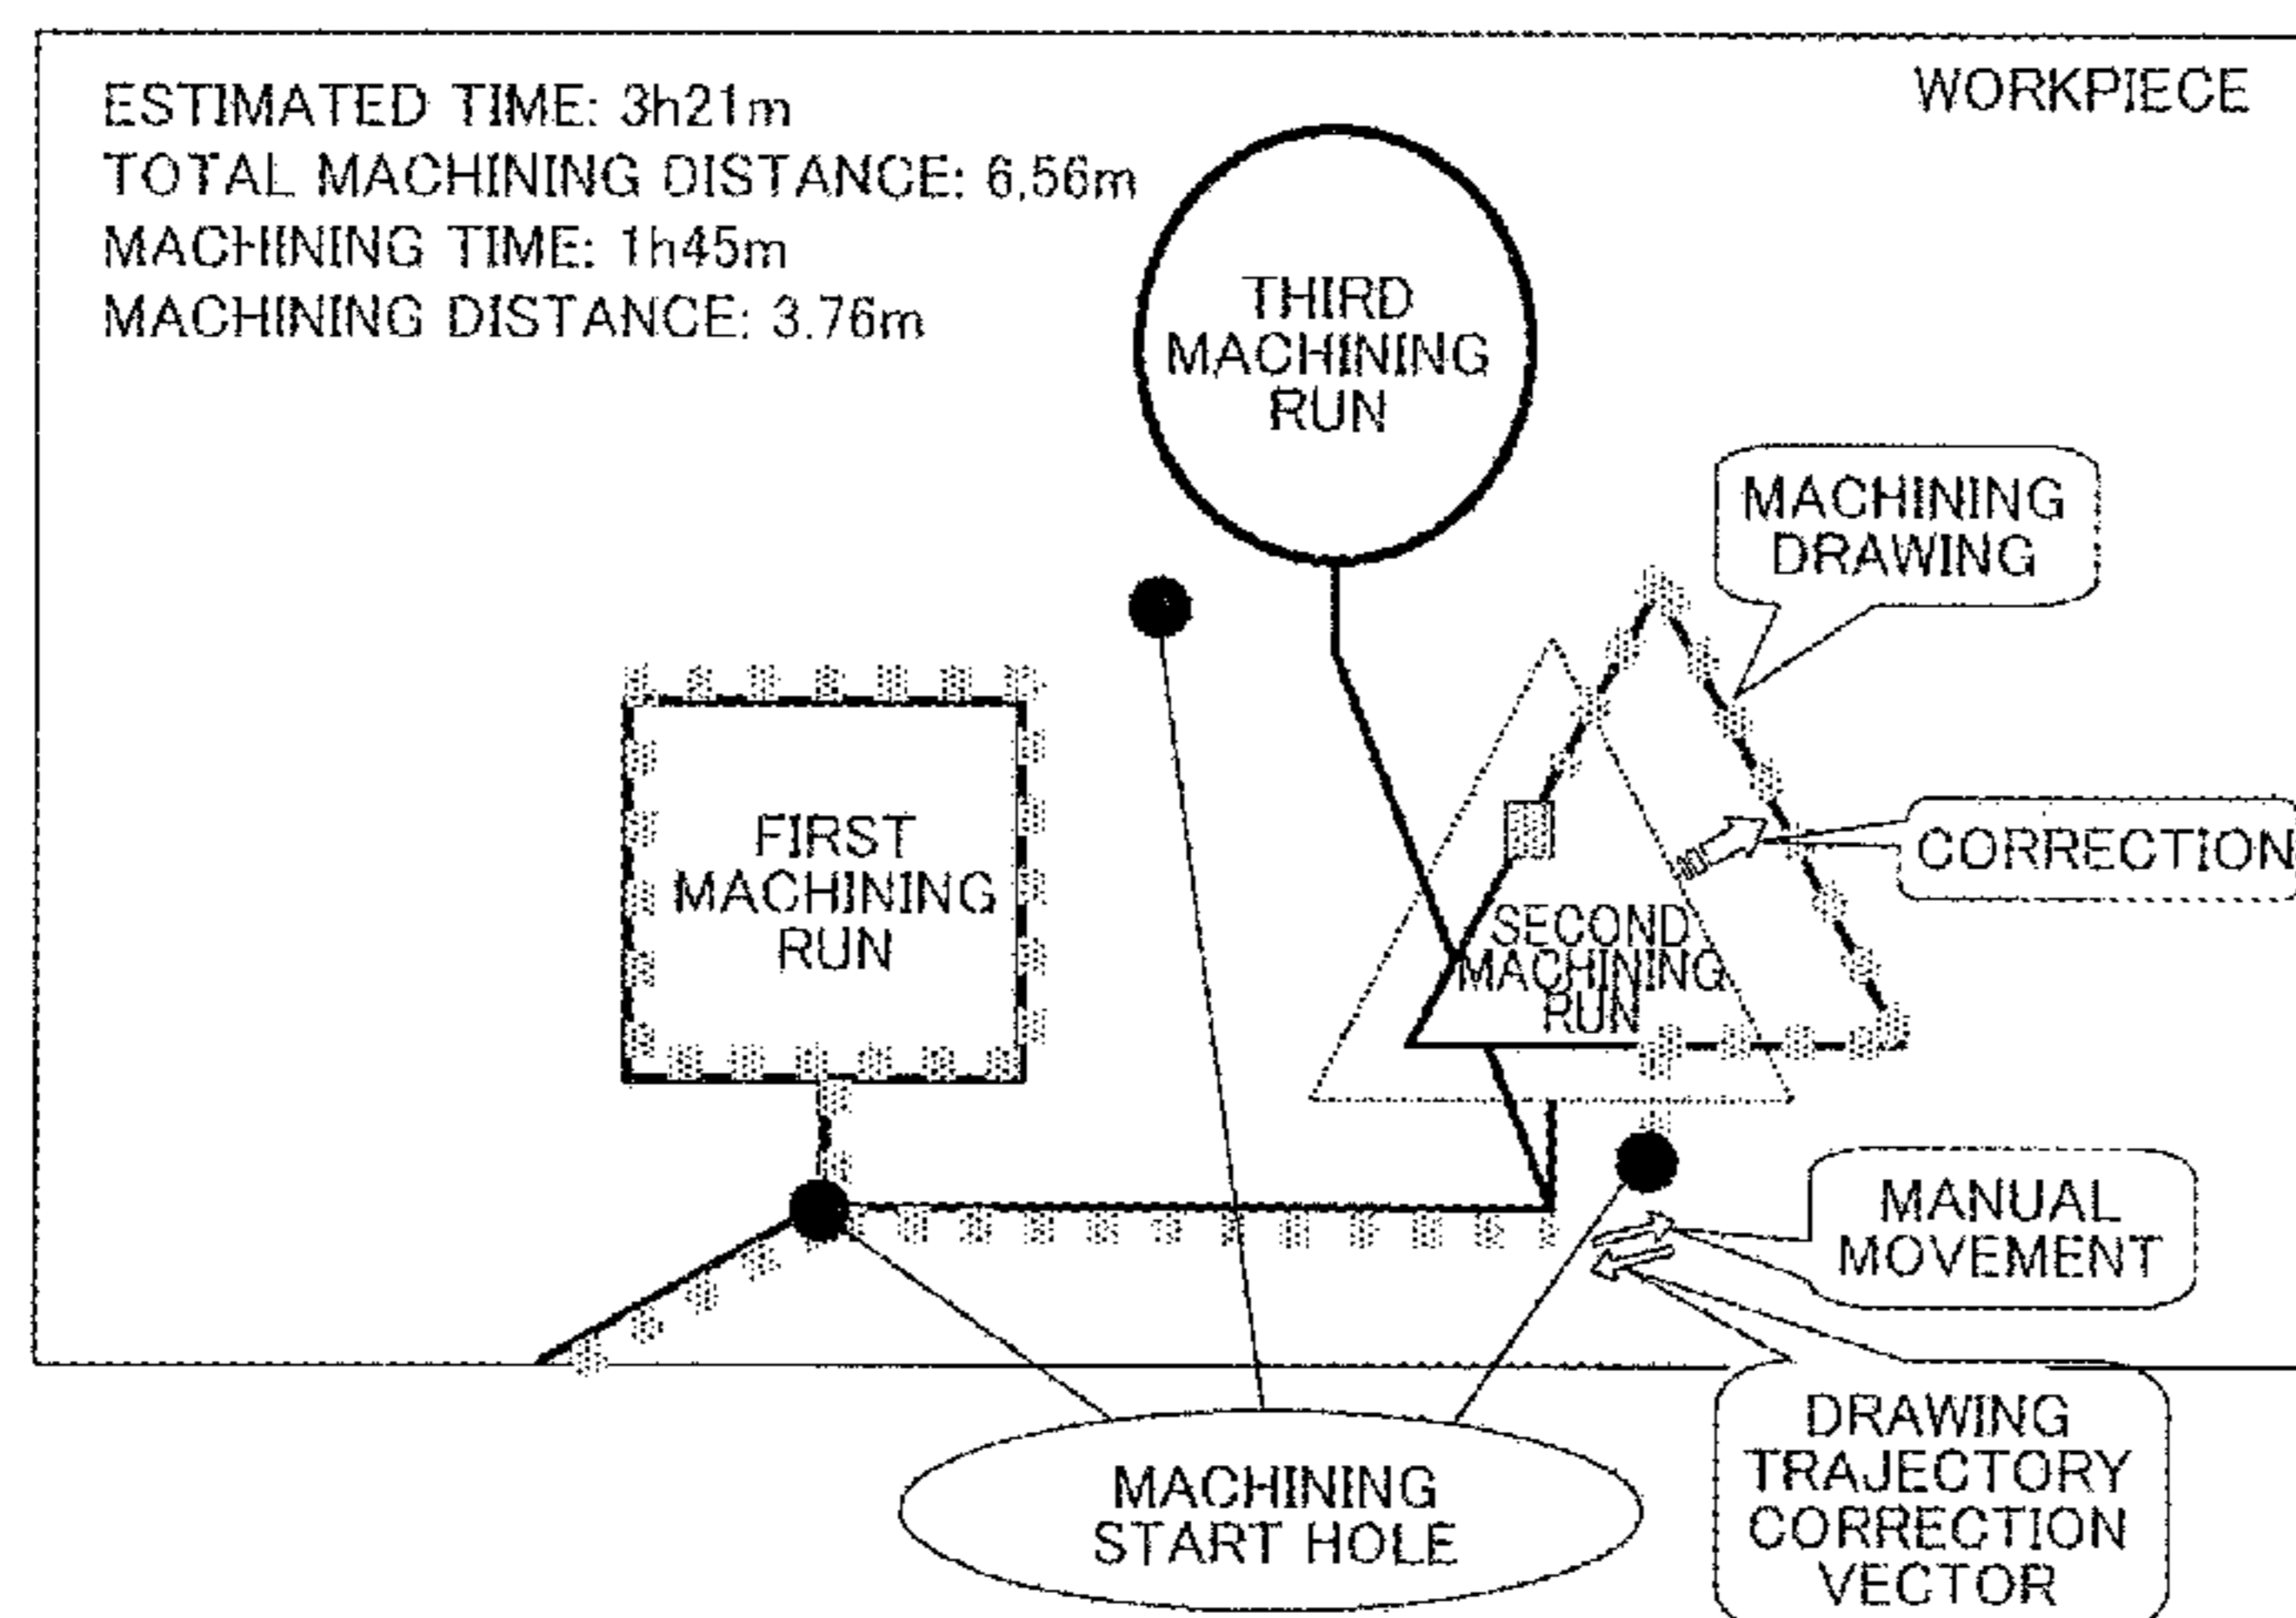 ESTIMATED TIME: 3h21m
TOTAL MACHINING DISTANCE: 6.56m
MACHINING TIME: 1h45m
MACHINING DISTANCE: 3.76m
WORKPIECE
THIRD
MACHINING
RUN
MACHINING
DRAWING
FIRST
MACHINING
RUN
CORRECTION
SECOND
MACHINING
RUN
MANUAL
MOVEMENT
MACHINING
START HOLE
DRAWING
TRAJECTORY
CORRECTION
VECTOR